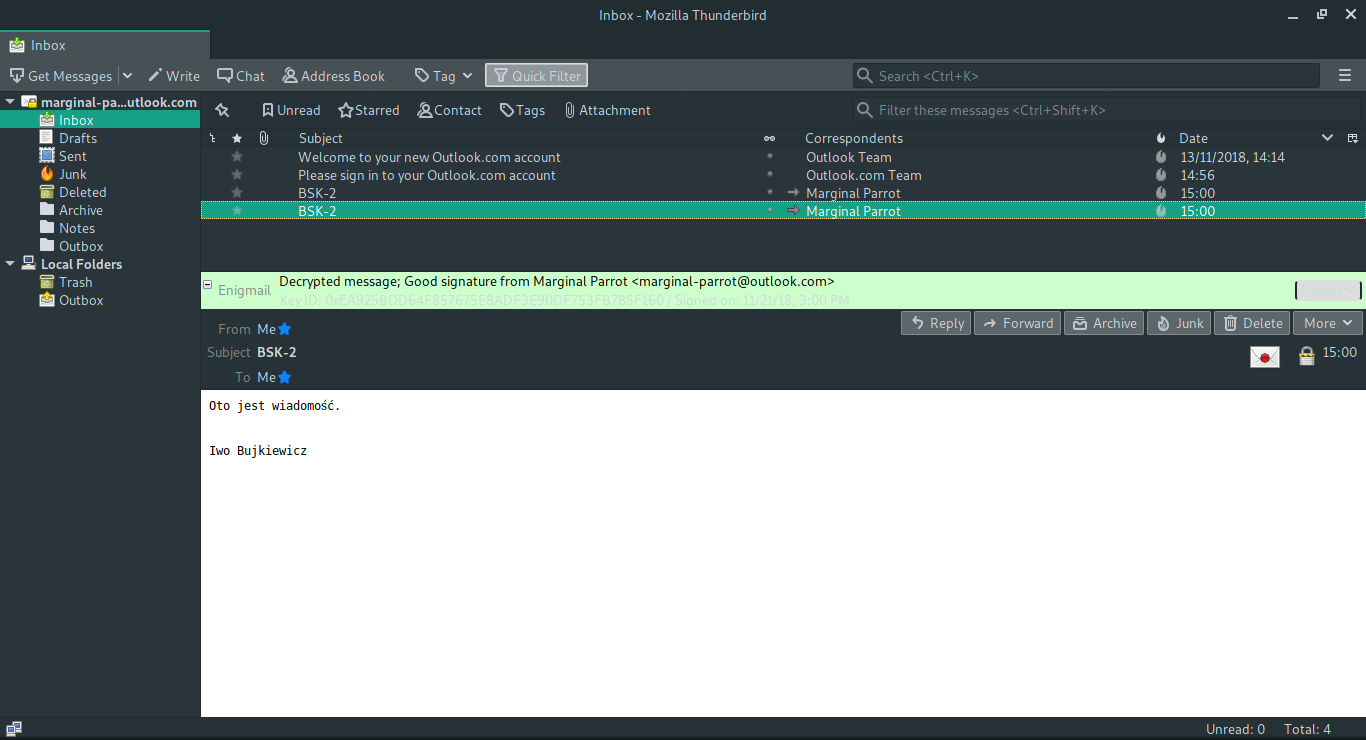 Inbox - Mozilla Thunderbird
Inbox
Get Messages Write Chat Address Book Tag Quick Filter Search <Ctrl+K>
marginal-pa...utlook.com
Inbox
Drafts
Sent
Junk
Deleted
Archive
Notes
Outbox
Local Folders
Trash
Outbox
Unread Starred Contact Tags Attachment Filter these messages <Ctrl+Shift+K>
Subject Correspondents Date
Welcome to your new Outlook.com account Outlook Team 13/11/2018, 14:14
Please sign in to your Outlook.com account Outlook.com Team 14:56
BSK-2 Marginal Parrot 15:00
BSK-2 Marginal Parrot 15:00
Enigmail Decrypted message; Good signature from Marginal Parrot <marginal-parrot@outlook.com>
Key ID: 0xEA925BDD64F857675E8ADF3E90DF753FB785F160 / Signed on: 11/21/18, 3:00 PM
Details
From Me Reply Forward Archive Junk Delete More
Subject BSK-2 15:00
To Me
Oto jest wiadomość.
Iwo Bujkiewicz
Unread: 0 Total: 4